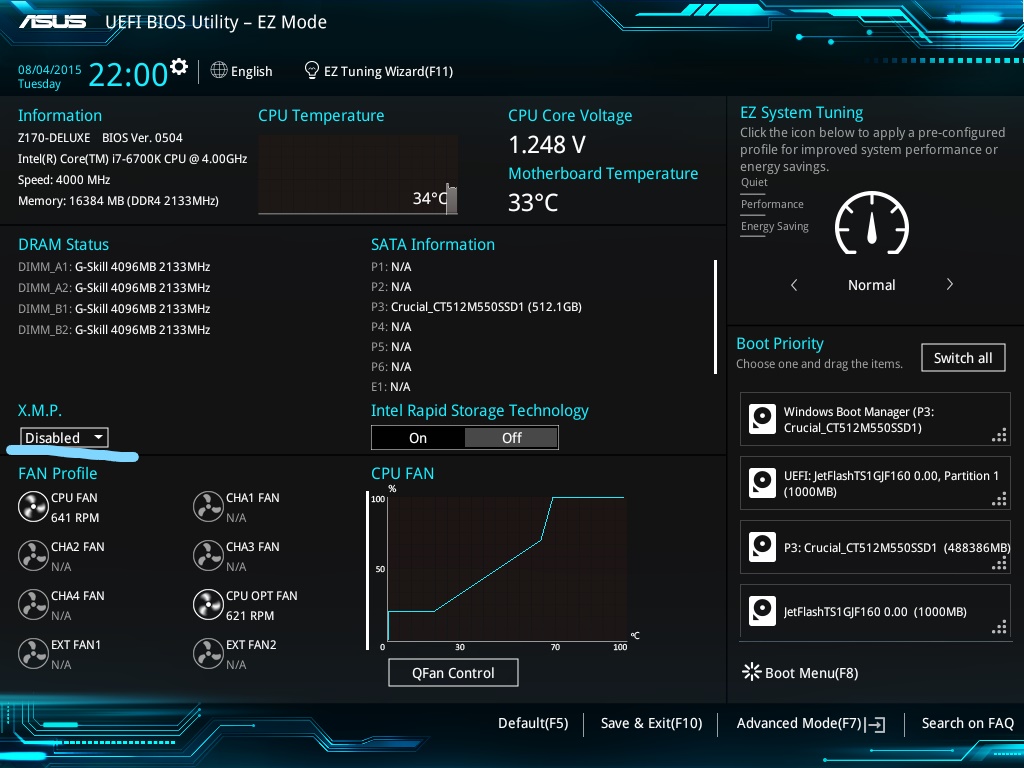 ASUS UEFI BIOS Utility – EZ Mode
08/04/2015
Tuesday
22:00
English
EZ Tuning Wizard(F11)
Information
Z170-DELUXE BIOS Ver. 0504
Intel(R) Core(TM) i7-6700K CPU @ 4.00GHz
Speed: 4000 MHz
Memory: 16384 MB (DDR4 2133MHz)
CPU Temperature
34°C
CPU Core Voltage
1.248 V
Motherboard Temperature
33°C
EZ System Tuning
Click the icon below to apply a pre-configured
profile for improved system performance or
energy savings.
Quiet
Performance
Energy Saving
Normal
DRAM Status
DIMM_A1: G-Skill 4096MB 2133MHz
DIMM_A2: G-Skill 4096MB 2133MHz
DIMM_B1: G-Skill 4096MB 2133MHz
DIMM_B2: G-Skill 4096MB 2133MHz
SATA Information
P1: N/A
P2: N/A
P3: Crucial_CT512M550SSD1 (512.1GB)
P4: N/A
P5: N/A
P6: N/A
E1: N/A
X.M.P.
Disabled
Intel Rapid Storage Technology
On Off
Boot Priority
Choose one and drag the items.
Switch all
Windows Boot Manager (P3:
Crucial_CT512M550SSD1)
UEFI: JetFlashTS1GJF160 0.00, Partition 1
(1000MB)
P3: Crucial_CT512M550SSD1 (488386MB)
JetFlashTS1GJF160 0.00 (1000MB)
Boot Menu(F8)
FAN Profile
CPU FAN
641 RPM
CHA1 FAN
N/A
CHA2 FAN
N/A
CHA3 FAN
N/A
CHA4 FAN
N/A
CPU OPT FAN
621 RPM
EXT FAN1
N/A
EXT FAN2
N/A
CPU FAN
%
100
50
0 30 70 100
°C
QFan Control
Default(F5)
Save & Exit(F10)
Advanced Mode(F7)
Search on FAQ